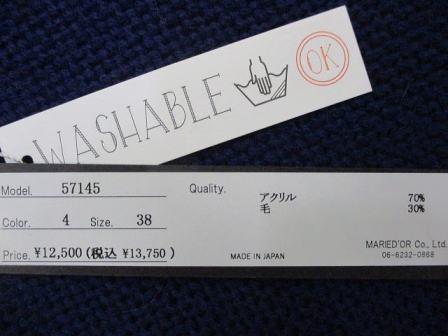 WASHABLE
OK
Model. 57145
Quality.
アクリル 70%
毛 30%
Color. 4 Size. 38
Price. ¥12,500 (税込 ¥13,750)
MADE IN JAPAN
MARIED'OR Co., Ltd.
06-6232-0868